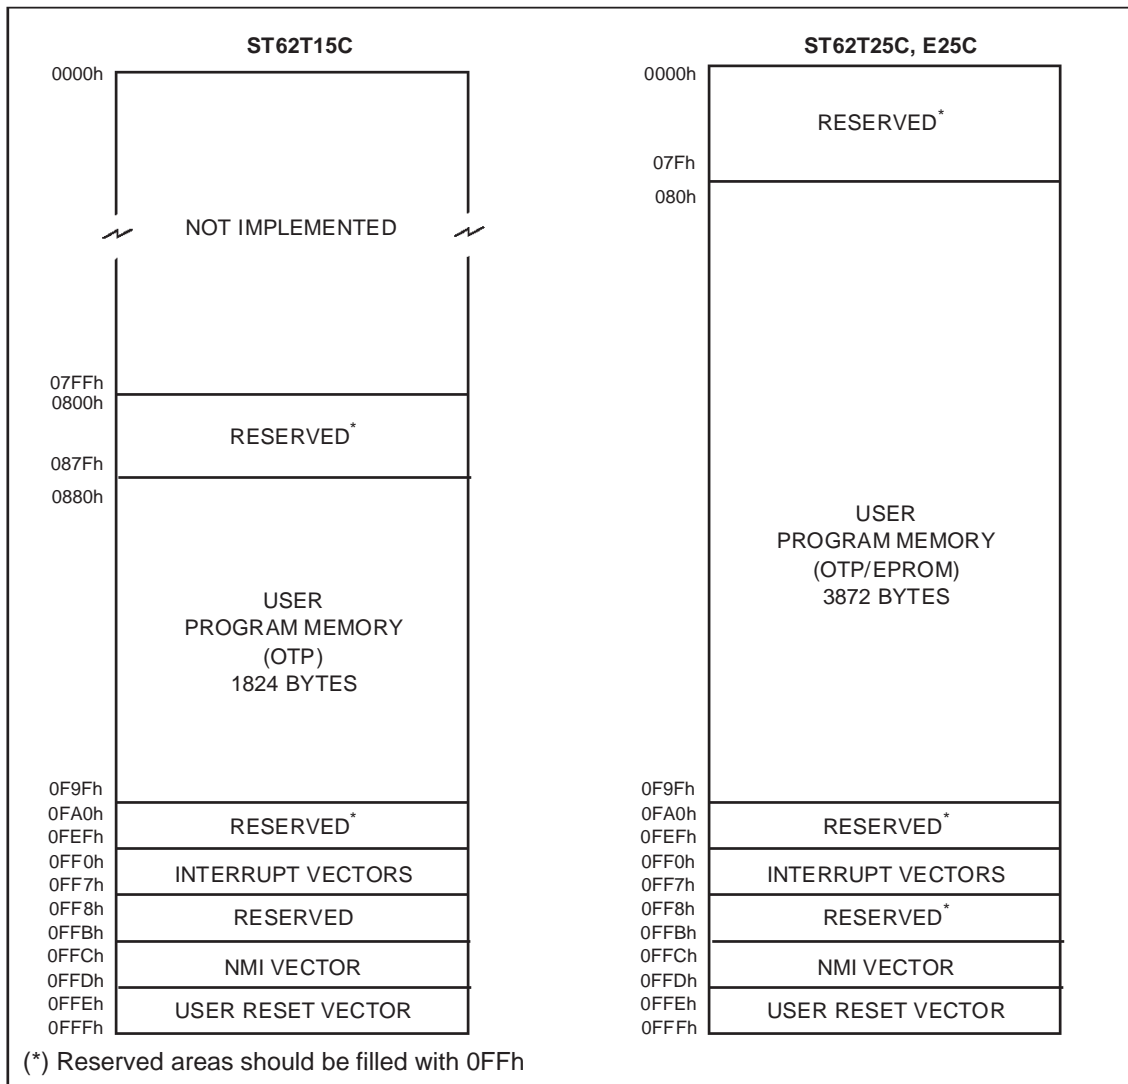 ST62T15C
0000h
NOT IMPLEMENTED
07FFh
0800h
RESERVED*
087Fh
0880h
USER
PROGRAM MEMORY
(OTP)
1824 BYTES
0F9Fh
0FA0h
RESERVED*
0FEFh
0FF0h
INTERRUPT VECTORS
0FF7h
0FF8h
RESERVED
0FFBh
0FFCh
NMI VECTOR
0FFDh
0FFEh
USER RESET VECTOR
0FFFh
ST62T25C, E25C
0000h
RESERVED*
07Fh
080h
USER
PROGRAM MEMORY
(OTP/EPROM)
3872 BYTES
0F9Fh
0FA0h
RESERVED*
0FEFh
0FF0h
INTERRUPT VECTORS
0FF7h
0FF8h
RESERVED*
0FFBh
0FFCh
NMI VECTOR
0FFDh
0FFEh
USER RESET VECTOR
0FFFh
(*) Reserved areas should be filled with 0FFh